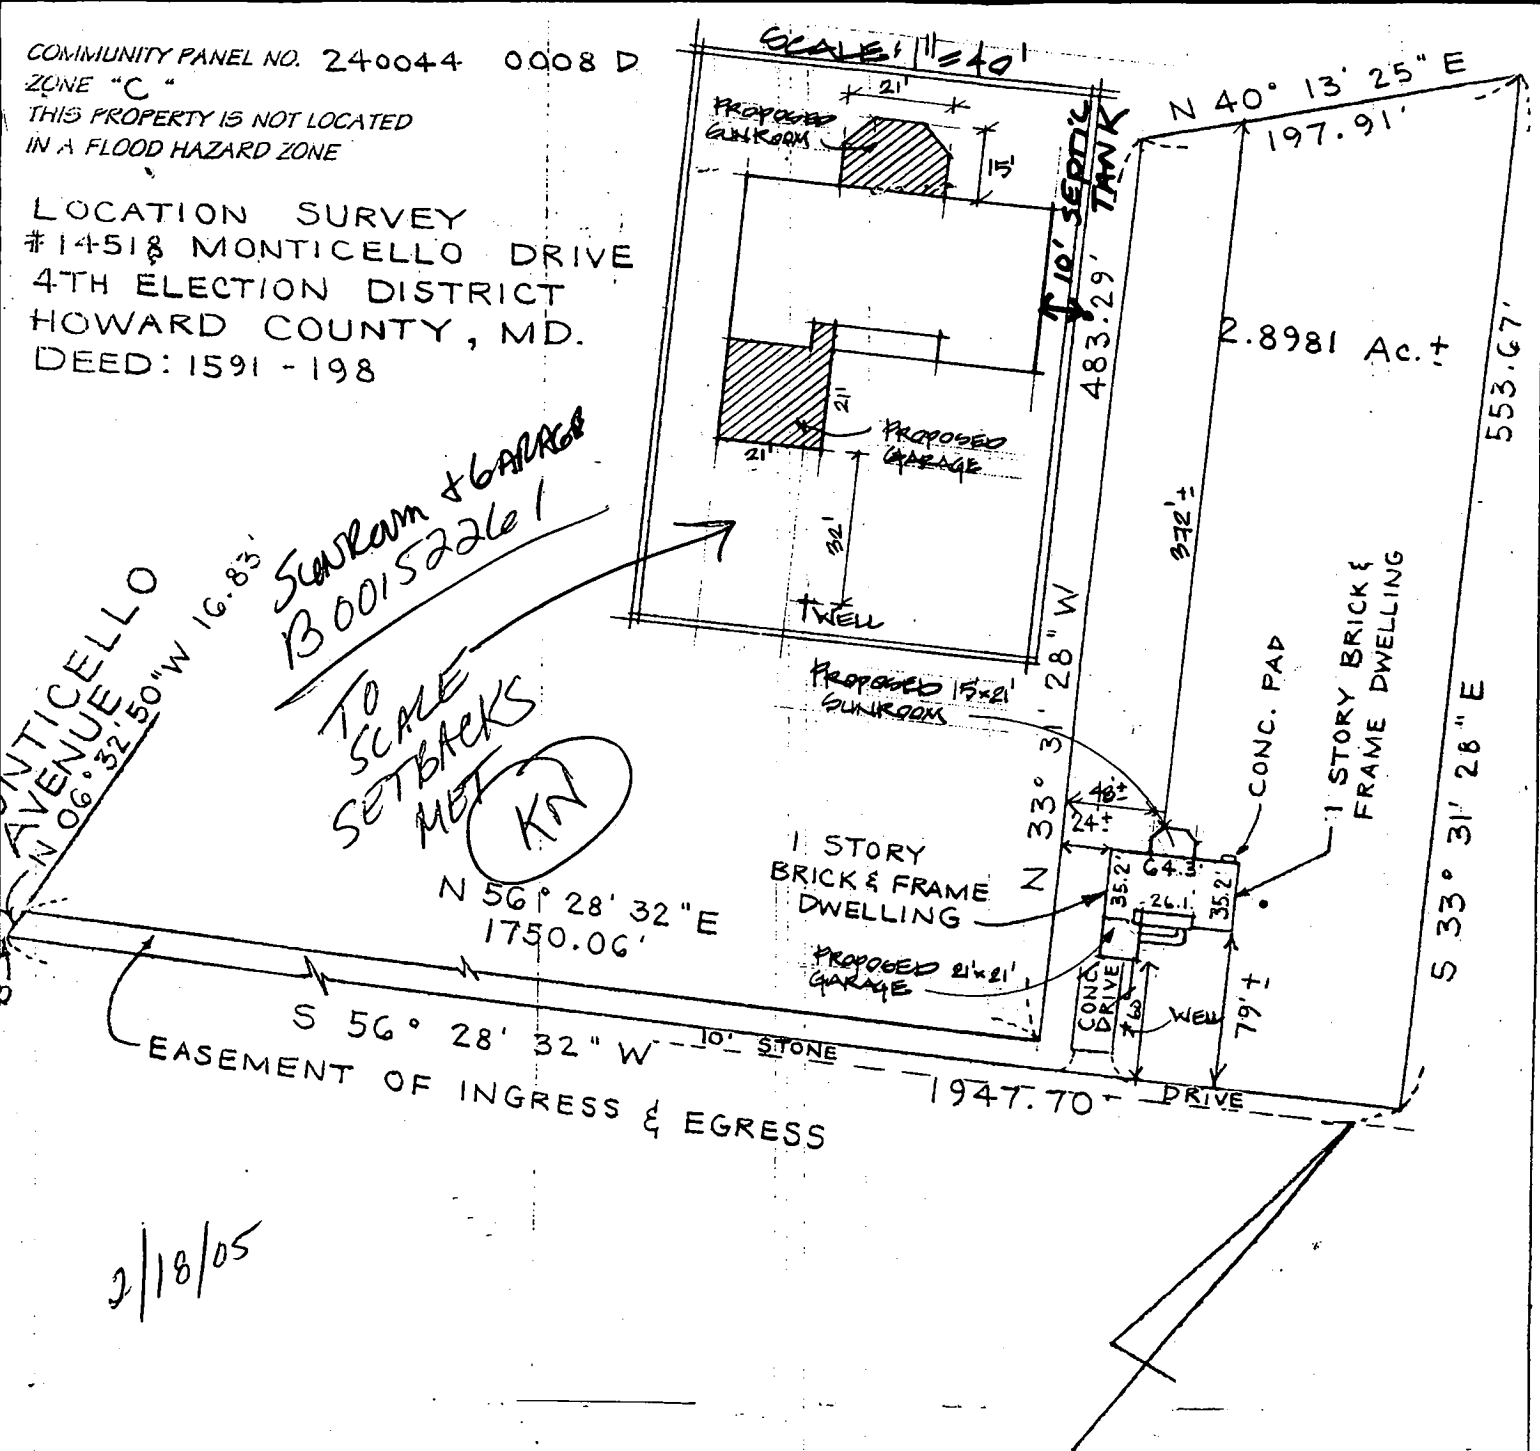 COMMUNITY PANEL NO. 240044 0008 D
ZONE "C"
THIS PROPERTY IS NOT LOCATED
IN A FLOOD HAZARD ZONE
LOCATION SURVEY
#14518 MONTICELLO DRIVE
4TH ELECTION DISTRICT
HOWARD COUNTY, MD.
DEED: 1591-198
SCALE: 1"=40'
21'
PROPOSED
SUNROOM
15'
10' SEPTIC
TANK
21'
21'
PROPOSED
GARAGE
32'
WELL
N 40° 13' 25" E
197.91'
483.29'
2.8981 Ac.±
553.67'
372'±
SUNROOM & GARAGE
B00152261
TO
SCALE
SETBACKS
MET
KN
MONTICELLO
AVENUE
N 06° 32' 50" W 16.83'
PROPOSED 15'x21'
SUNROOM
N 33° 31' 28" W
CONC. PAD
1 STORY BRICK &
FRAME DWELLING
S 33° 31' 28" E
48±
24±
64.3'
35.2'
26.1
35.2'
1 STORY
BRICK & FRAME
DWELLING
N 56° 28' 32" E
1750.06'
PROPOSED 21'x21'
GARAGE
CONC.
DRIVE
WELL
79'±
S 56° 28' 32" W
10' STONE
1947.70
DRIVE
EASEMENT OF INGRESS & EGRESS
2/18/05